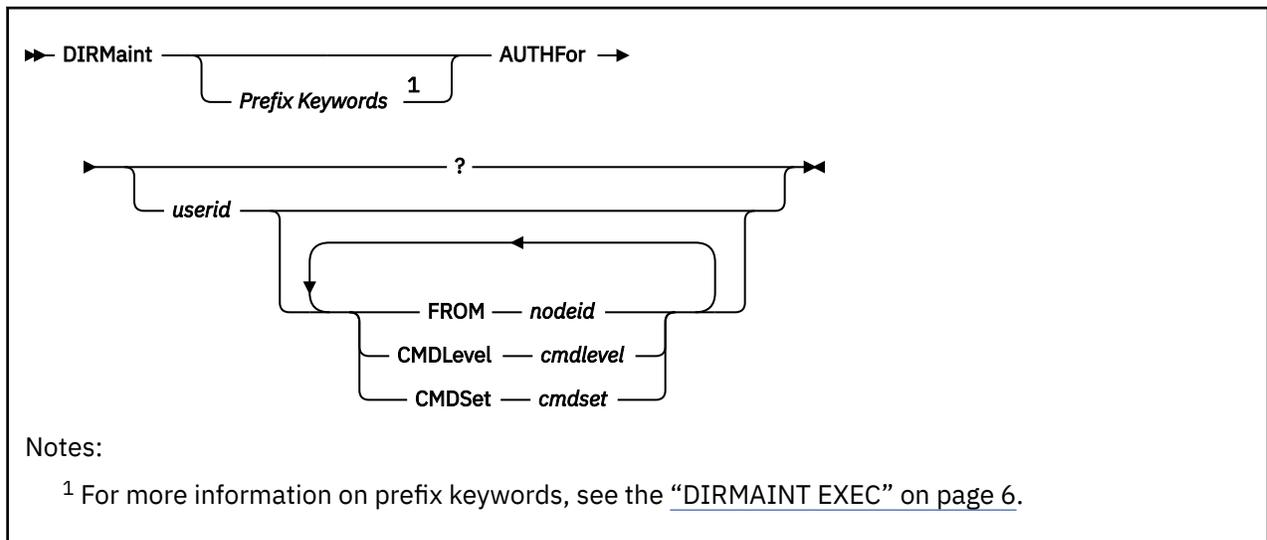 DIRMaint AUTHFor
Prefix Keywords 1
?
userid
FROM nodeid
CMDLevel cmdlevel
CMDSet cmdset
Notes:
1 For more information on prefix keywords, see the “DIRMAINT EXEC” on page 6.